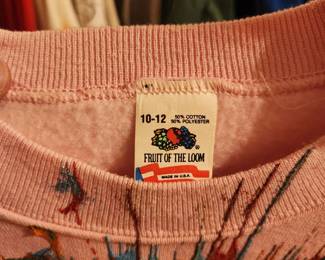 10-12
50% COTTON
50% POLYESTER
FRUIT OF THE LOOM
®
MADE IN U.S.A.